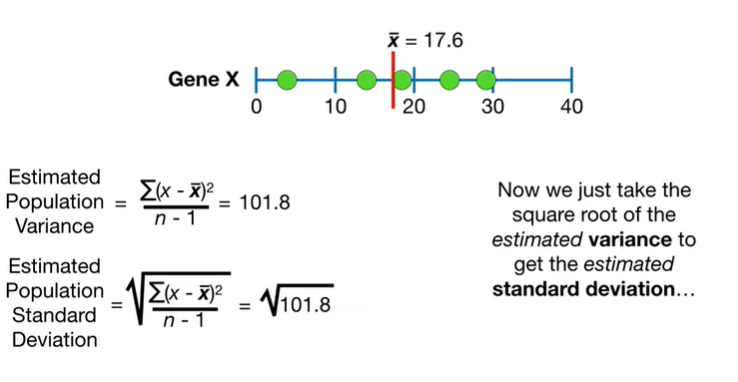 x̄ = 17.6
Gene X
0 10 20 30 40
Estimated
Population
Variance
= Σ(x - x̄)² / n - 1 = 101.8
Estimated
Population
Standard
Deviation
= √(Σ(x - x̄)² / n - 1) = √101.8
Now we just take the
square root of the
estimated variance to
get the estimated
standard deviation…